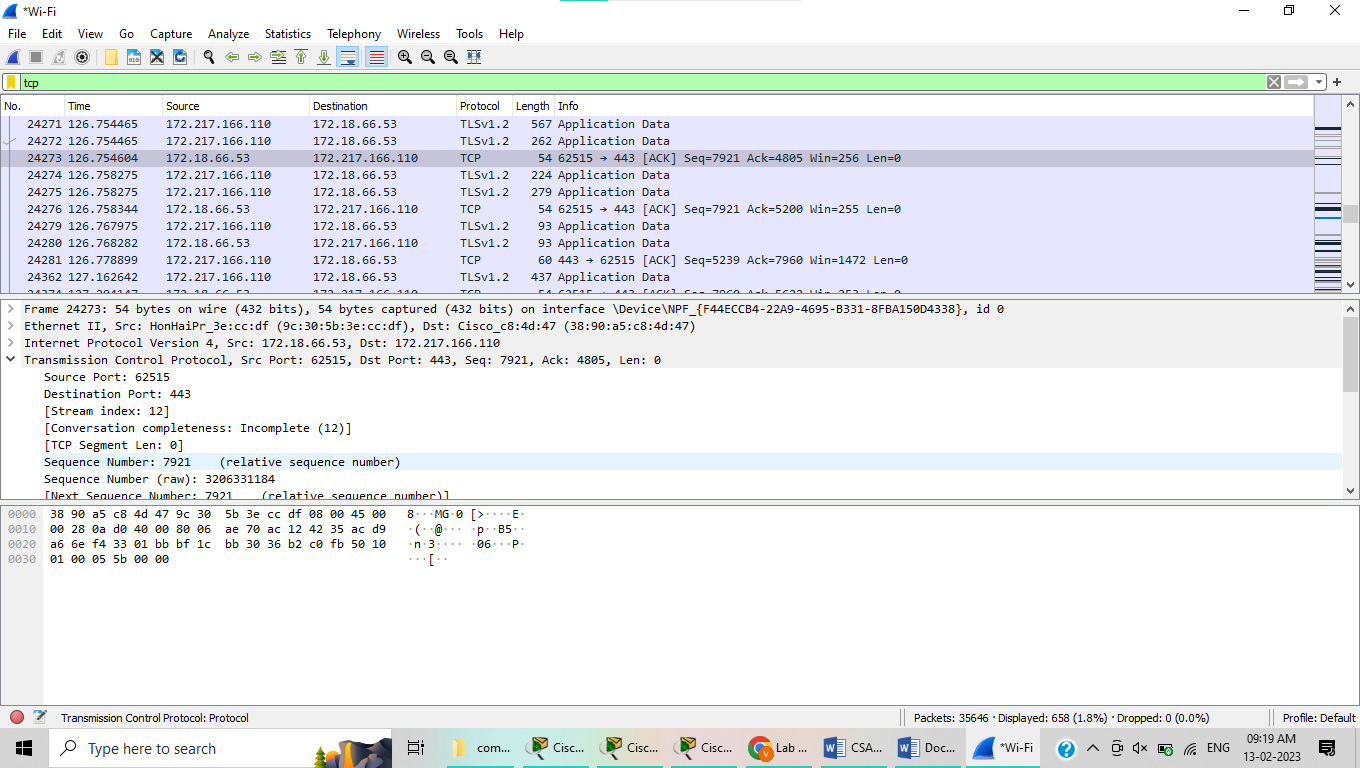 *Wi-Fi
File Edit View Go Capture Analyze Statistics Telephony Wireless Tools Help
tcp
No. Time Source Destination Protocol Length Info
24271 126.754465 172.217.166.110 172.18.66.53 TLSv1.2 567 Application Data
24272 126.754465 172.217.166.110 172.18.66.53 TLSv1.2 262 Application Data
24273 126.754604 172.18.66.53 172.217.166.110 TCP 54 62515 → 443 [ACK] Seq=7921 Ack=4805 Win=256 Len=0
24274 126.758275 172.217.166.110 172.18.66.53 TLSv1.2 224 Application Data
24275 126.758275 172.217.166.110 172.18.66.53 TLSv1.2 279 Application Data
24276 126.758344 172.18.66.53 172.217.166.110 TCP 54 62515 → 443 [ACK] Seq=7921 Ack=5200 Win=255 Len=0
24279 126.767975 172.217.166.110 172.18.66.53 TLSv1.2 93 Application Data
24280 126.768282 172.18.66.53 172.217.166.110 TLSv1.2 93 Application Data
24281 126.778899 172.217.166.110 172.18.66.53 TCP 60 443 → 62515 [ACK] Seq=5239 Ack=7960 Win=1472 Len=0
24362 127.162642 172.217.166.110 172.18.66.53 TLSv1.2 437 Application Data
Frame 24273: 54 bytes on wire (432 bits), 54 bytes captured (432 bits) on interface \Device\NPF_{F44ECCB4-22A9-4695-B331-8FBA150D4338}, id 0
Ethernet II, Src: HonHaiPr_3e:cc:df (9c:30:5b:3e:cc:df), Dst: Cisco_c8:4d:47 (38:90:a5:c8:4d:47)
Internet Protocol Version 4, Src: 172.18.66.53, Dst: 172.217.166.110
Transmission Control Protocol, Src Port: 62515, Dst Port: 443, Seq: 7921, Ack: 4805, Len: 0
Source Port: 62515
Destination Port: 443
[Stream index: 12]
[Conversation completeness: Incomplete (12)]
[TCP Segment Len: 0]
Sequence Number: 7921 (relative sequence number)
Sequence Number (raw): 3206331184
[Next Sequence Number: 7921 (relative sequence number)]
0000 38 90 a5 c8 4d 47 9c 30 5b 3e cc df 08 00 45 00 8···MG·0 [>····E·
0010 00 28 0a d0 40 00 80 06 ae 70 ac 12 42 35 ac d9 ·(··@··· ·p··B5··
0020 a6 6e f4 33 01 bb bf 1c bb 30 36 b2 c0 fb 50 10 ·n·3···· ·06···P·
0030 01 00 05 5b 00 00 ···[··
Transmission Control Protocol: Protocol
Packets: 35646 · Displayed: 658 (1.8%) · Dropped: 0 (0.0%)
Profile: Default
Type here to search
com...
Cisc...
Cisc...
Cisc...
Lab ...
CSA...
Doc...
*Wi-Fi
ENG
09:19 AM
13-02-2023